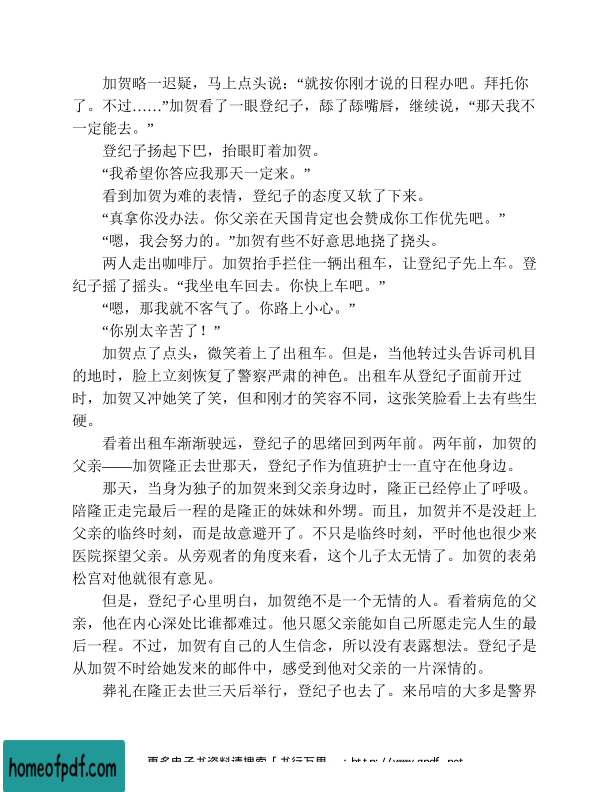 加贺略一迟疑，马上点头说：“就按你刚才说的日程办吧。拜托你
了。不过……”加贺看了一眼登纪子，舔了舔嘴唇，继续说，“那天我不
一定能去。”
登纪子扬起下巴，抬眼盯着加贺。
“我希望你答应我那天一定来。”
看到加贺为难的表情，登纪子的态度又软了下来。
“真拿你没办法。你父亲在天国肯定也会赞成你工作优先吧。”
“嗯，我会努力的。”加贺有些不好意思地挠了挠头。
两人走出咖啡厅。加贺抬手拦住一辆出租车，让登纪子先上车。登
纪子摇了摇头。“我坐电车回去。你快上车吧。”
“嗯，那我就不客气了。你路上小心。”
“你别太辛苦了！”
加贺点了点头，微笑着上了出租车。但是，当他转过头告诉司机目
的地时，脸上立刻恢复了警察严肃的神色。出租车从登纪子面前开过
时，加贺又冲她笑了笑，但和刚才的笑容不同，这张笑脸看上去有些生
硬。
看着出租车渐渐驶远，登纪子的思绪回到两年前。两年前，加贺的
父亲——加贺隆正去世那天，登纪子作为值班护士一直守在他身边。
那天，当身为独子的加贺来到父亲身边时，隆正已经停止了呼吸。
陪隆正走完最后一程的是隆正的妹妹和外甥。而且，加贺并不是没赶上
父亲的临终时刻，而是故意避开了。不只是临终时刻，平时他也很少来
医院探望父亲。从旁观者的角度来看，这个儿子太无情了。加贺的表弟
松宫对他就很有意见。
但是，登纪子心里明白，加贺绝不是一个无情的人。看着病危的父
亲，他在内心深处比谁都难过。他只愿父亲能如自己所愿走完人生的最
后一程。不过，加贺有自己的人生信念，所以没有表露想法。登纪子是
从加贺不时给她发来的邮件中，感受到他对父亲的一片深情的。
葬礼在隆正去世三天后举行，登纪子也去了。来吊唁的大多是警界
homeofpdf.com